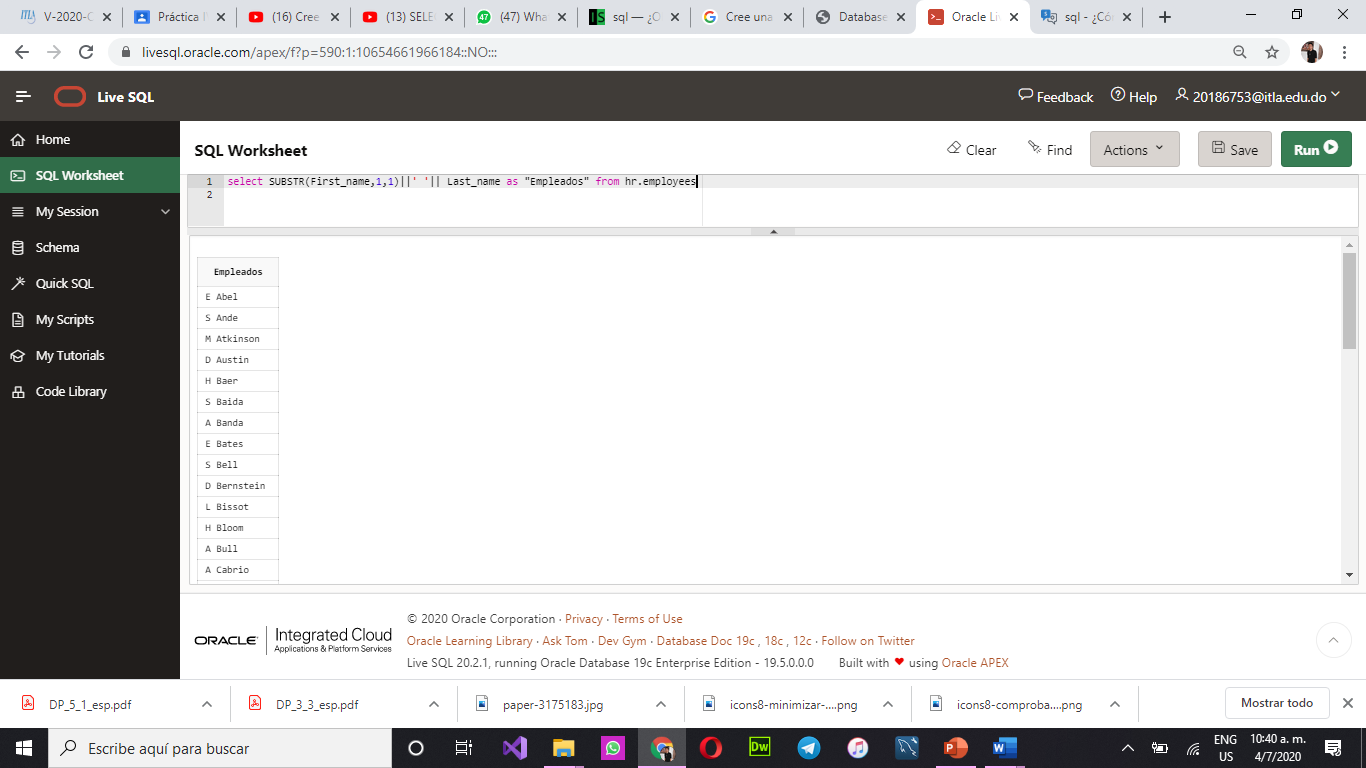 V-2020-C
Práctica I
(16) Cree
(13) SELE
(47) Wha
sql — ¿O
Cree una
Database
Oracle Liv
sql - ¿Có
livesql.oracle.com/apex/f?p=590:1:10654661966184::NO:::
Live SQL
Feedback
Help
20186753@itla.edu.do
Home
SQL Worksheet
My Session
Schema
Quick SQL
My Scripts
My Tutorials
Code Library
SQL Worksheet
Clear
Find
Actions
Save
Run
1 select SUBSTR(First_name,1,1)||' '|| Last_name as "Empleados" from hr.employees
2
Empleados
E Abel
S Ande
M Atkinson
D Austin
H Baer
S Baida
A Banda
E Bates
S Bell
D Bernstein
L Bissot
H Bloom
A Bull
A Cabrio
ORACLE
Integrated Cloud
Applications & Platform Services
© 2020 Oracle Corporation · Privacy · Terms of Use
Oracle Learning Library · Ask Tom · Dev Gym · Database Doc 19c , 18c , 12c · Follow on Twitter
Live SQL 20.2.1, running Oracle Database 19c Enterprise Edition - 19.5.0.0.0 Built with ❤ using Oracle APEX
DP_5_1_esp.pdf
DP_3_3_esp.pdf
paper-3175183.jpg
icons8-minimizar-....png
icons8-comproba....png
Mostrar todo
Escribe aquí para buscar
Dw
ENG
US
10:40 a. m.
4/7/2020